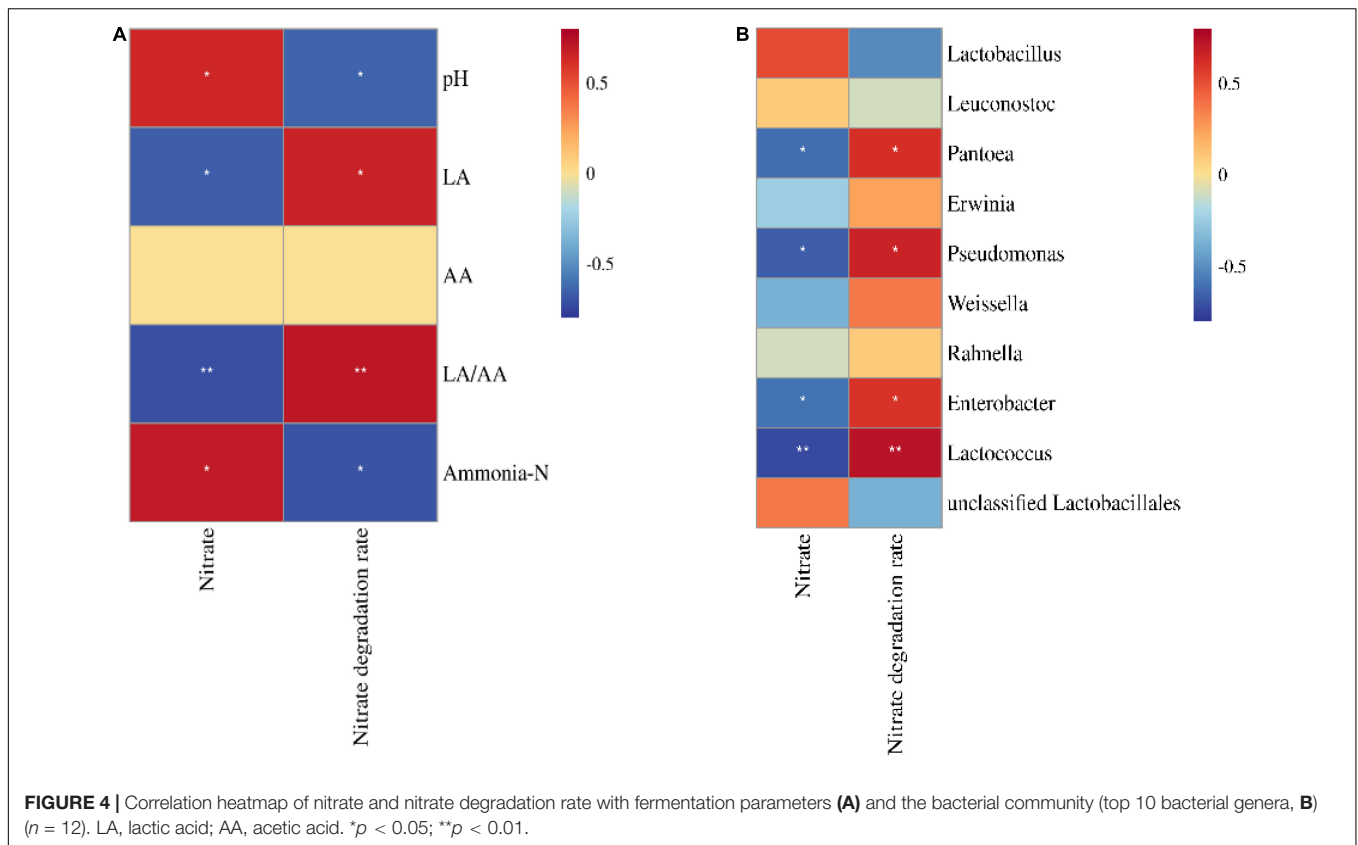 A
*
*
pH
*
*
LA
AA
**
**
LA/AA
*
*
Ammonia-N
0.5
0
-0.5
Nitrate
Nitrate degradation rate
B
Lactobacillus
Leuconostoc
*
*
Pantoea
Erwinia
*
*
Pseudomonas
Weissella
Rahnella
*
*
Enterobacter
**
**
Lactococcus
unclassified Lactobacillales
0.5
0
-0.5
Nitrate
Nitrate degradation rate
FIGURE 4 | Correlation heatmap of nitrate and nitrate degradation rate with fermentation parameters (A) and the bacterial community (top 10 bacterial genera, B)
(n = 12). LA, lactic acid; AA, acetic acid. *p < 0.05; **p < 0.01.